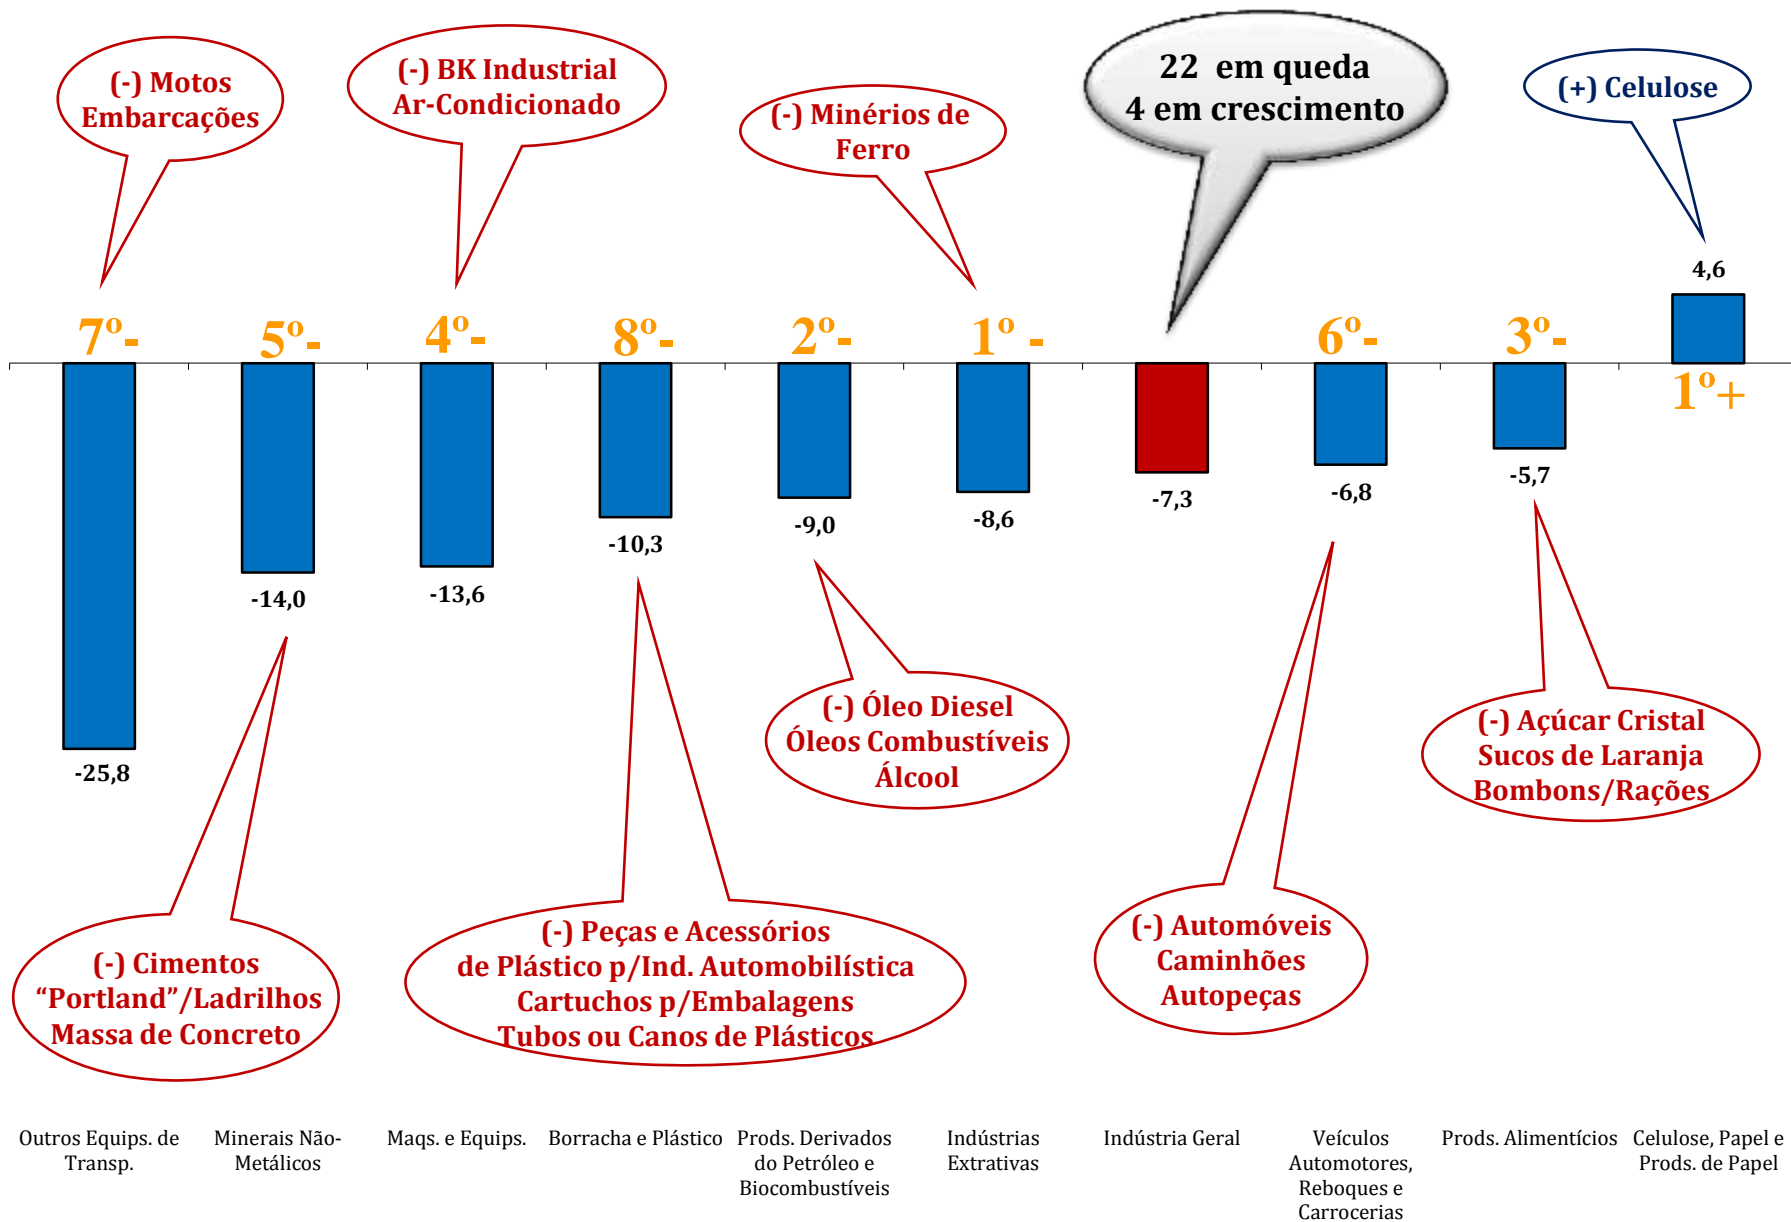 (-) Motos
Embarcações
(-) BK Industrial
Ar-Condicionado
(-) Minérios de
Ferro
22 em queda
4 em crescimento
(+) Celulose
4,6
7º-
5º-
4º-
8º-
2º-
1º -
6º-
3º-
1º+
-25,8
-14,0
-13,6
-10,3
-9,0
-8,6
-7,3
-6,8
-5,7
(-) Óleo Diesel
Óleos Combustíveis
Álcool
(-) Açúcar Cristal
Sucos de Laranja
Bombons/Rações
(-) Cimentos
“Portland”/Ladrilhos
Massa de Concreto
(-) Peças e Acessórios
de Plástico p/Ind. Automobilística
Cartuchos p/Embalagens
Tubos ou Canos de Plásticos
(-) Automóveis
Caminhões
Autopeças
Outros Equips. de
Transp.
Minerais Não-
Metálicos
Maqs. e Equips.
Borracha e Plástico
Prods. Derivados
do Petróleo e
Biocombustíveis
Indústrias
Extrativas
Indústria Geral
Veículos
Automotores,
Reboques e
Carrocerias
Prods. Alimentícios
Celulose, Papel e
Prods. de Papel